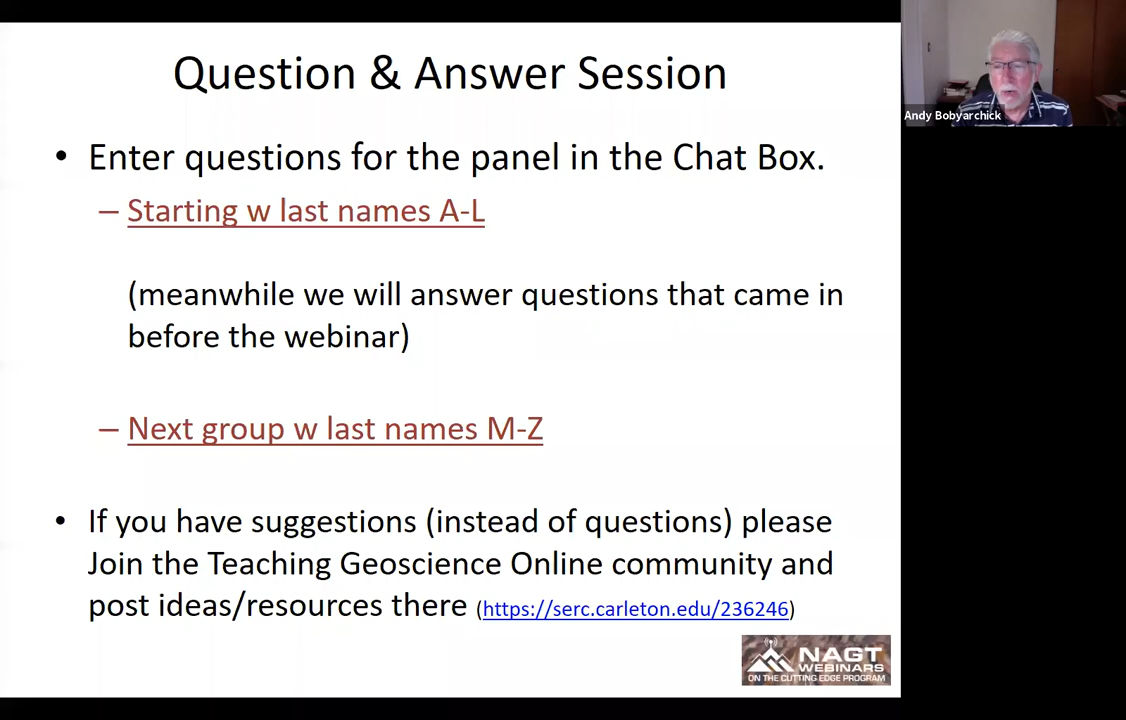 Question & Answer Session
• Enter questions for the panel in the Chat Box.
– Starting w last names A-L
(meanwhile we will answer questions that came in
before the webinar)
– Next group w last names M-Z
• If you have suggestions (instead of questions) please
Join the Teaching Geoscience Online community and
post ideas/resources there (https://serc.carleton.edu/236246)
NAGT
WEBINARS
ON THE CUTTING EDGE PROGRAM
Andy Bobyarchick